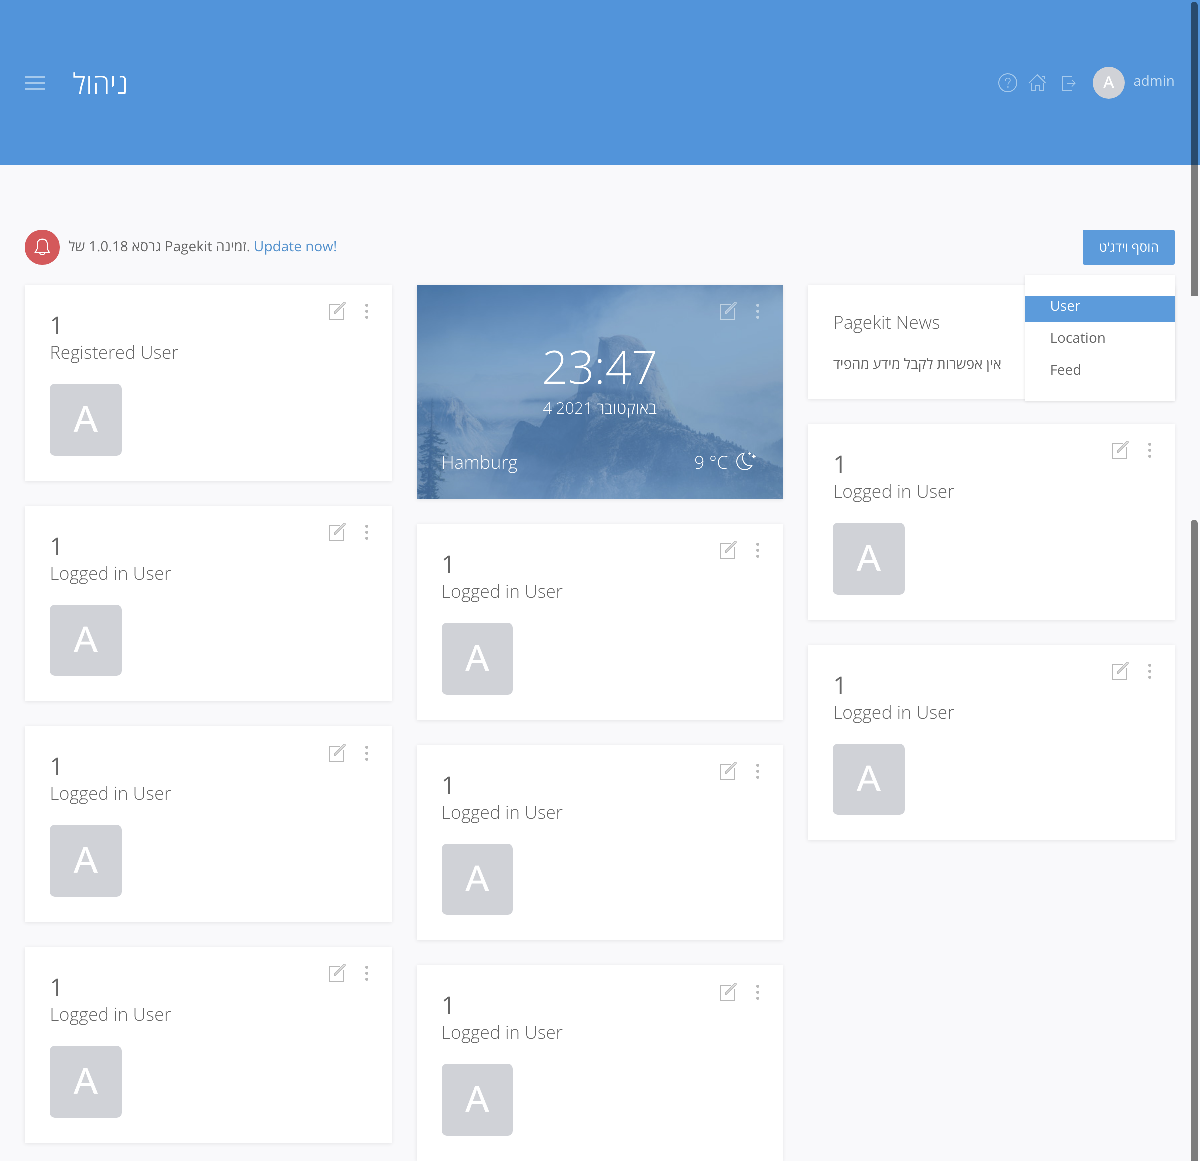 ניהול
A admin
של 1.0.18 גרסא Pagekit זמינה. Update now!
הוסף וידג'ט
User
Location
Feed
1
Registered User
A
1
Logged in User
A
1
Logged in User
A
1
Logged in User
A
23:47
4 באוקטובר 2021
Hamburg
9 °C
1
Logged in User
A
1
Logged in User
A
1
Logged in User
A
Pagekit News
אין אפשרות לקבל מידע מהפיד
1
Logged in User
A
1
Logged in User
A